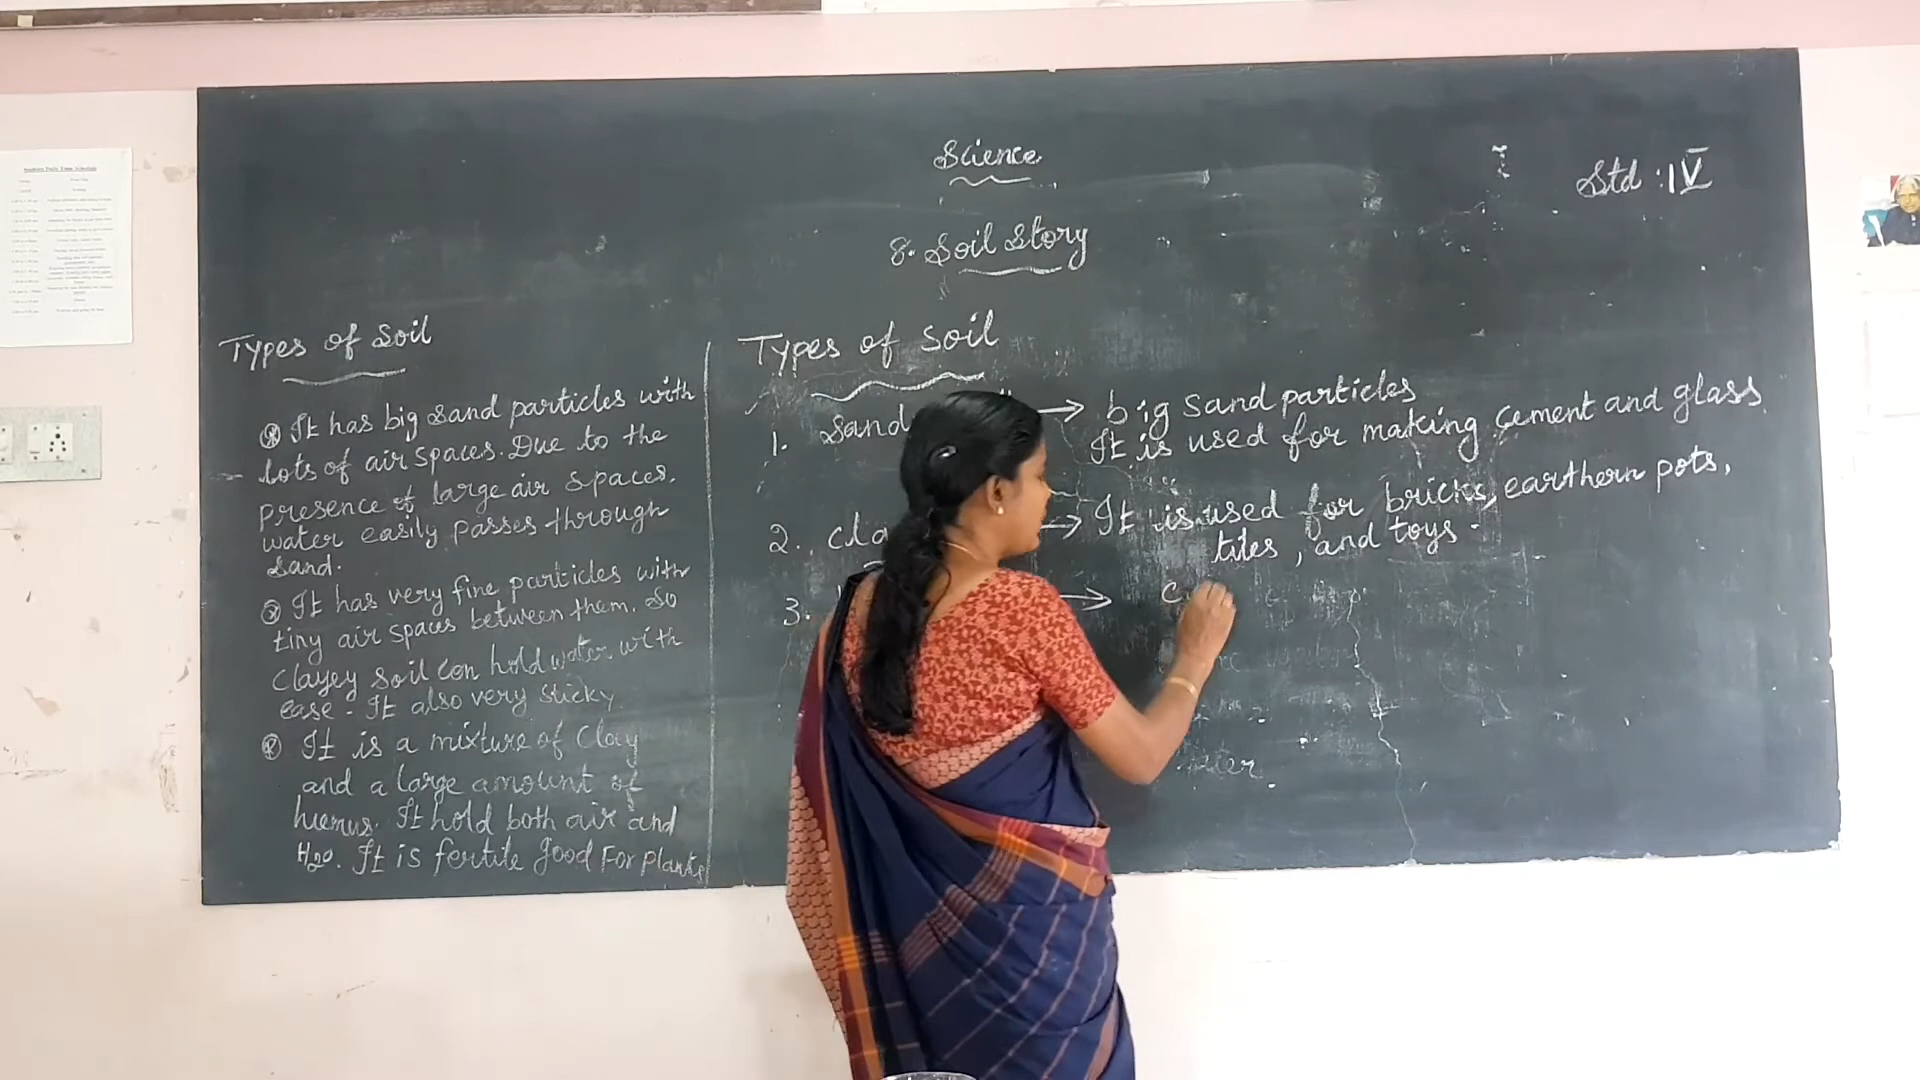 Science
Std : IV
8. Soil Story
Types of Soil
It has big sand particles with
lots of air spaces. Due to the
presence of large air spaces.
water easily passes through
sand.
It has very fine particles with
tiny air spaces between them. So
Clayey soil can hold water with
ease - It also very sticky
It is a mixture of Clay
and a large amount of
humus. It hold both air and
H2O. It is fertile good For plants
Types of Soil
1. Sand
big sand particles
It is used for making cement and glass
2. cla
It is used for bricks, earthern pots,
tiles, and toys -
3.